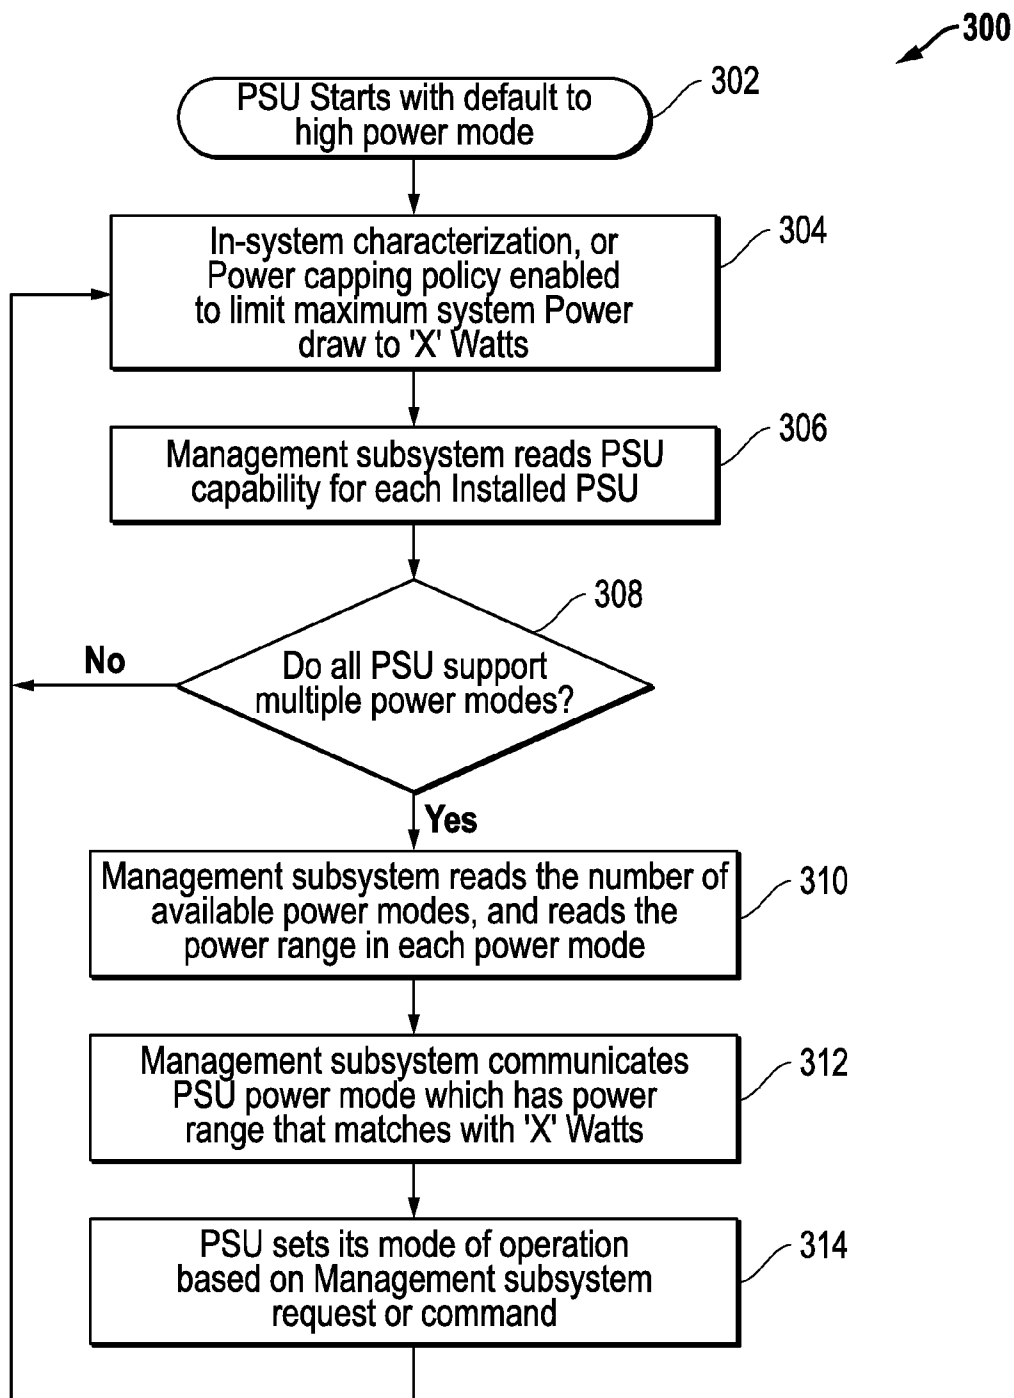 300
302
PSU Starts with default to
high power mode
304
In-system characterization, or
Power capping policy enabled
to limit maximum system Power
draw to 'X' Watts
306
Management subsystem reads PSU
capability for each Installed PSU
308
No
Do all PSU support
multiple power modes?
Yes
Management subsystem reads the number of
available power modes, and reads the
power range in each power mode
310
Management subsystem communicates
PSU power mode which has power
range that matches with 'X' Watts
312
PSU sets its mode of operation
based on Management subsystem
request or command
314